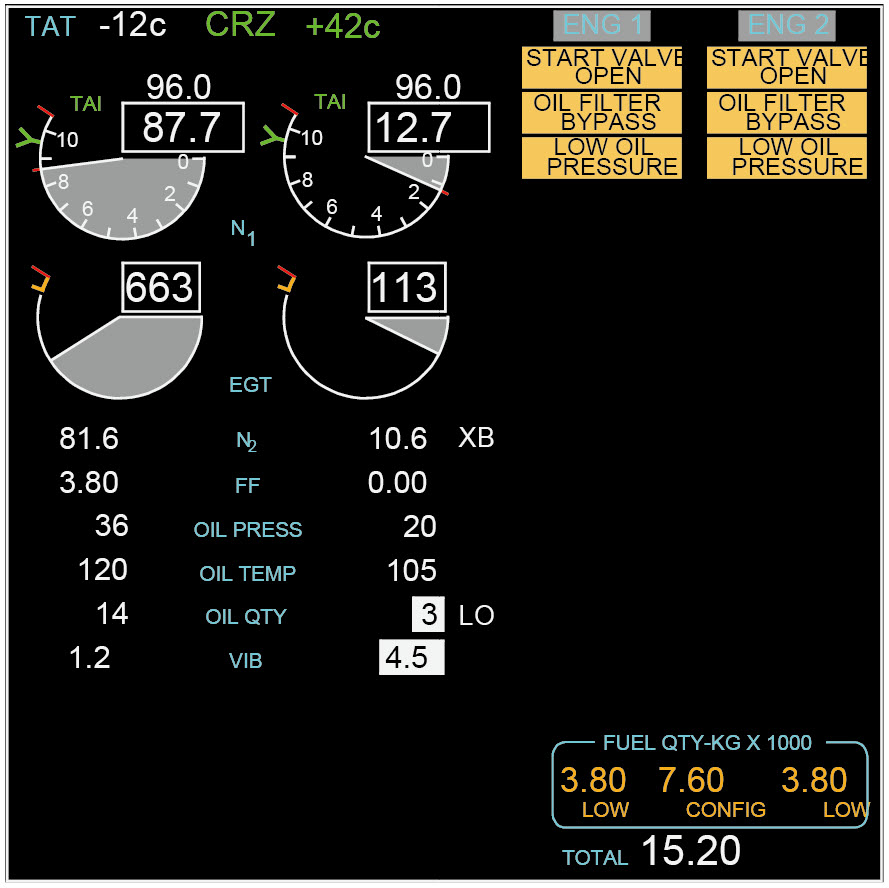 TAT -12c CRZ +42c
ENG 1 ENG 2
START VALVE OPEN START VALVE OPEN
OIL FILTER BYPASS OIL FILTER BYPASS
LOW OIL PRESSURE LOW OIL PRESSURE
96.0 96.0
TAI TAI
87.7 12.7
10 8 6 4 2 0
10 8 6 4 2 0
N1
663 113
EGT
81.6 N2 10.6 XB
3.80 FF 0.00
36 OIL PRESS 20
120 OIL TEMP 105
14 OIL QTY 3 LO
1.2 VIB 4.5
FUEL QTY-KG X 1000
3.80 7.60 3.80
LOW CONFIG LOW
TOTAL 15.20